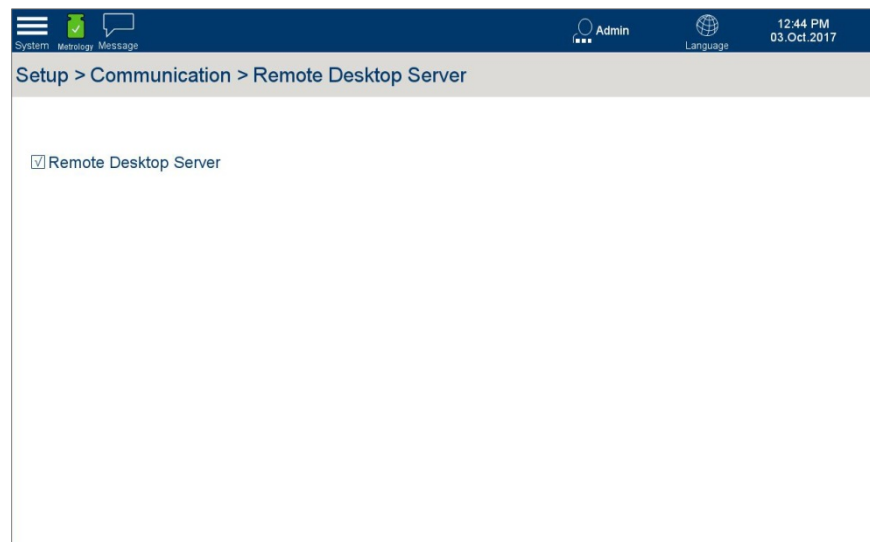 System Metrology Message
Admin
Language
12:44 PM
03.Oct.2017
Setup > Communication > Remote Desktop Server
Remote Desktop Server